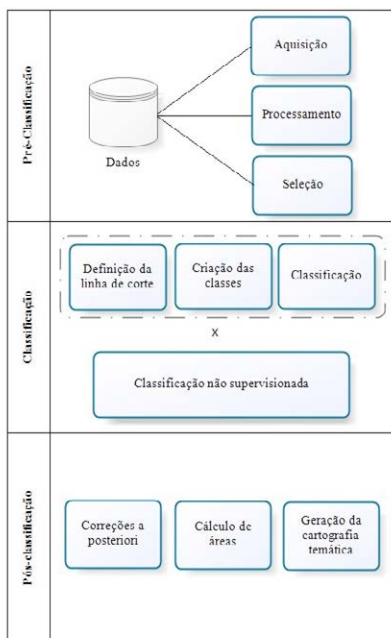 Pré-Classificação
Dados
Aquisição
Processamento
Seleção
Classificação
Definição da
linha de corte
Criação das
classes
Classificação
x
Classificação não supervisionada
Pós-classificação
Correções a
posteriori
Cálculo de
áreas
Geração da
cartografia
temática